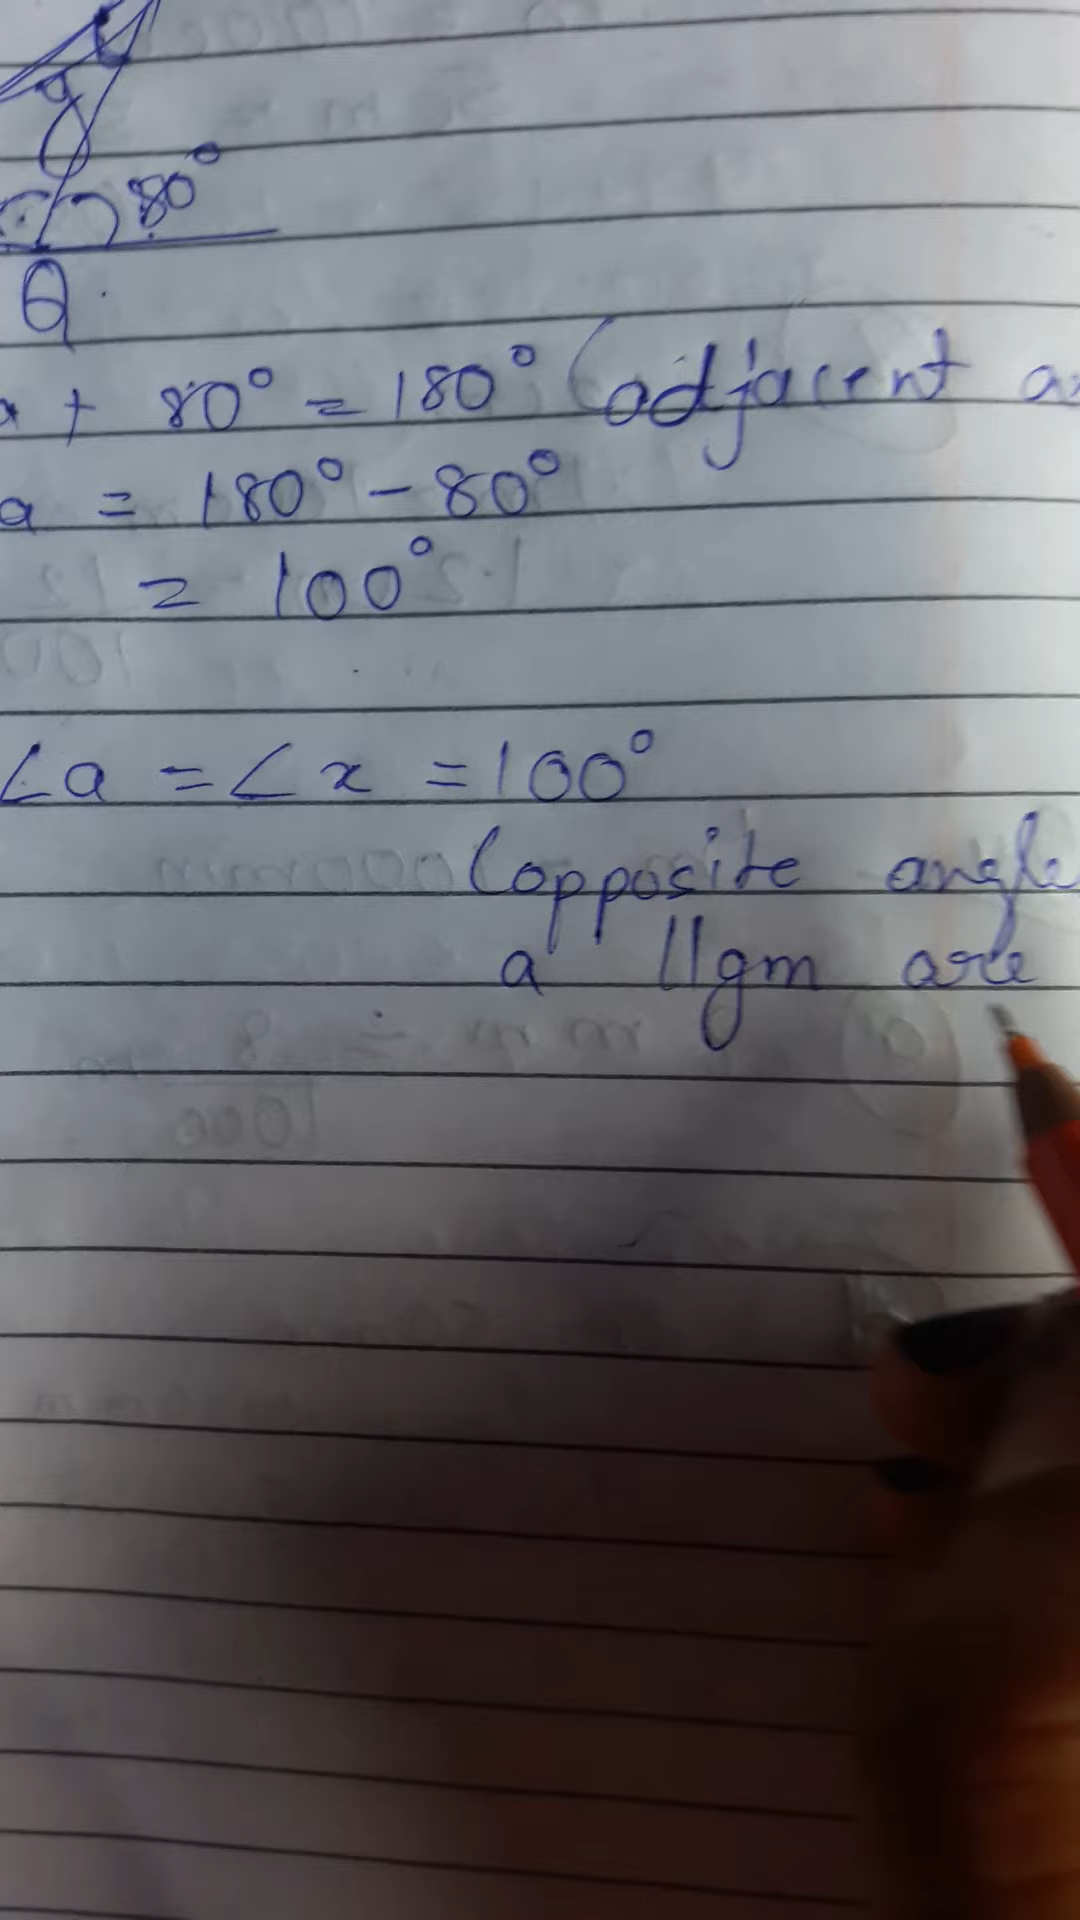 y
80°
Q
a + 80° = 180° (adjacent
a = 180° - 80°
= 100°
∠a = ∠x = 100°
(opposite angle
a ||gm are